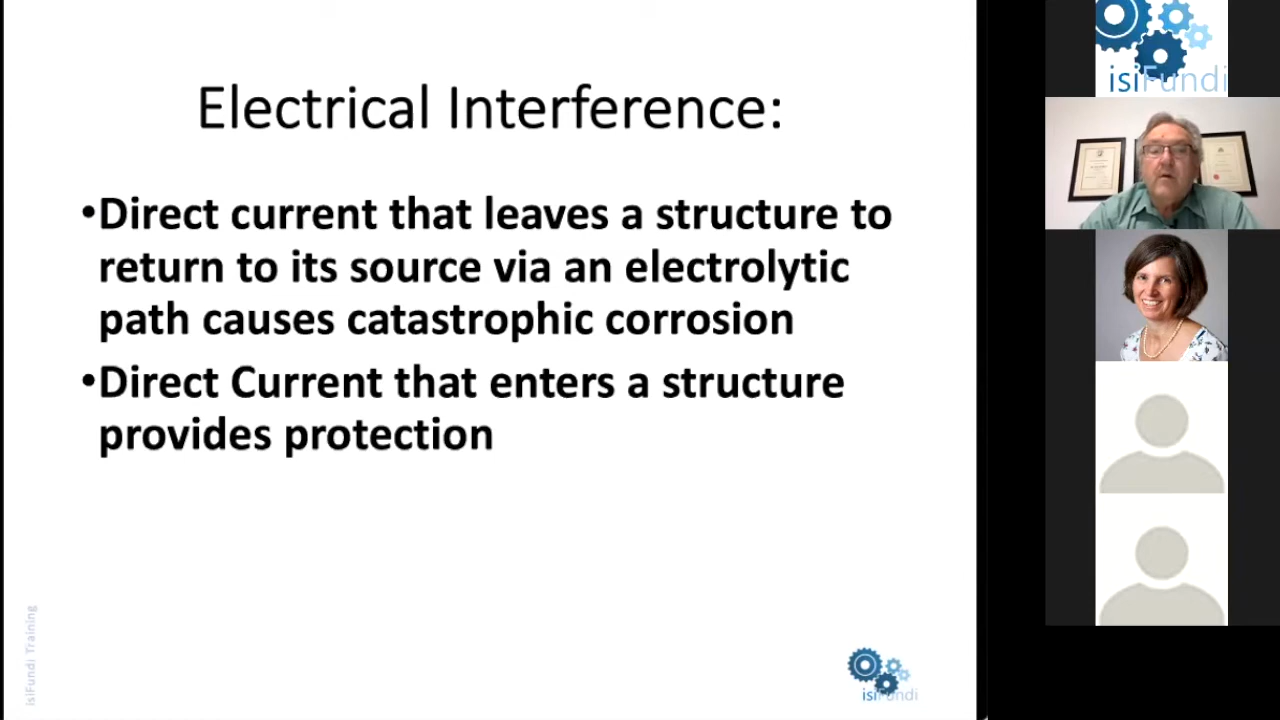 Electrical Interference:
•Direct current that leaves a structure to
return to its source via an electrolytic
path causes catastrophic corrosion
•Direct Current that enters a structure
provides protection
isiFundi Training
isiFundi
isiFundi